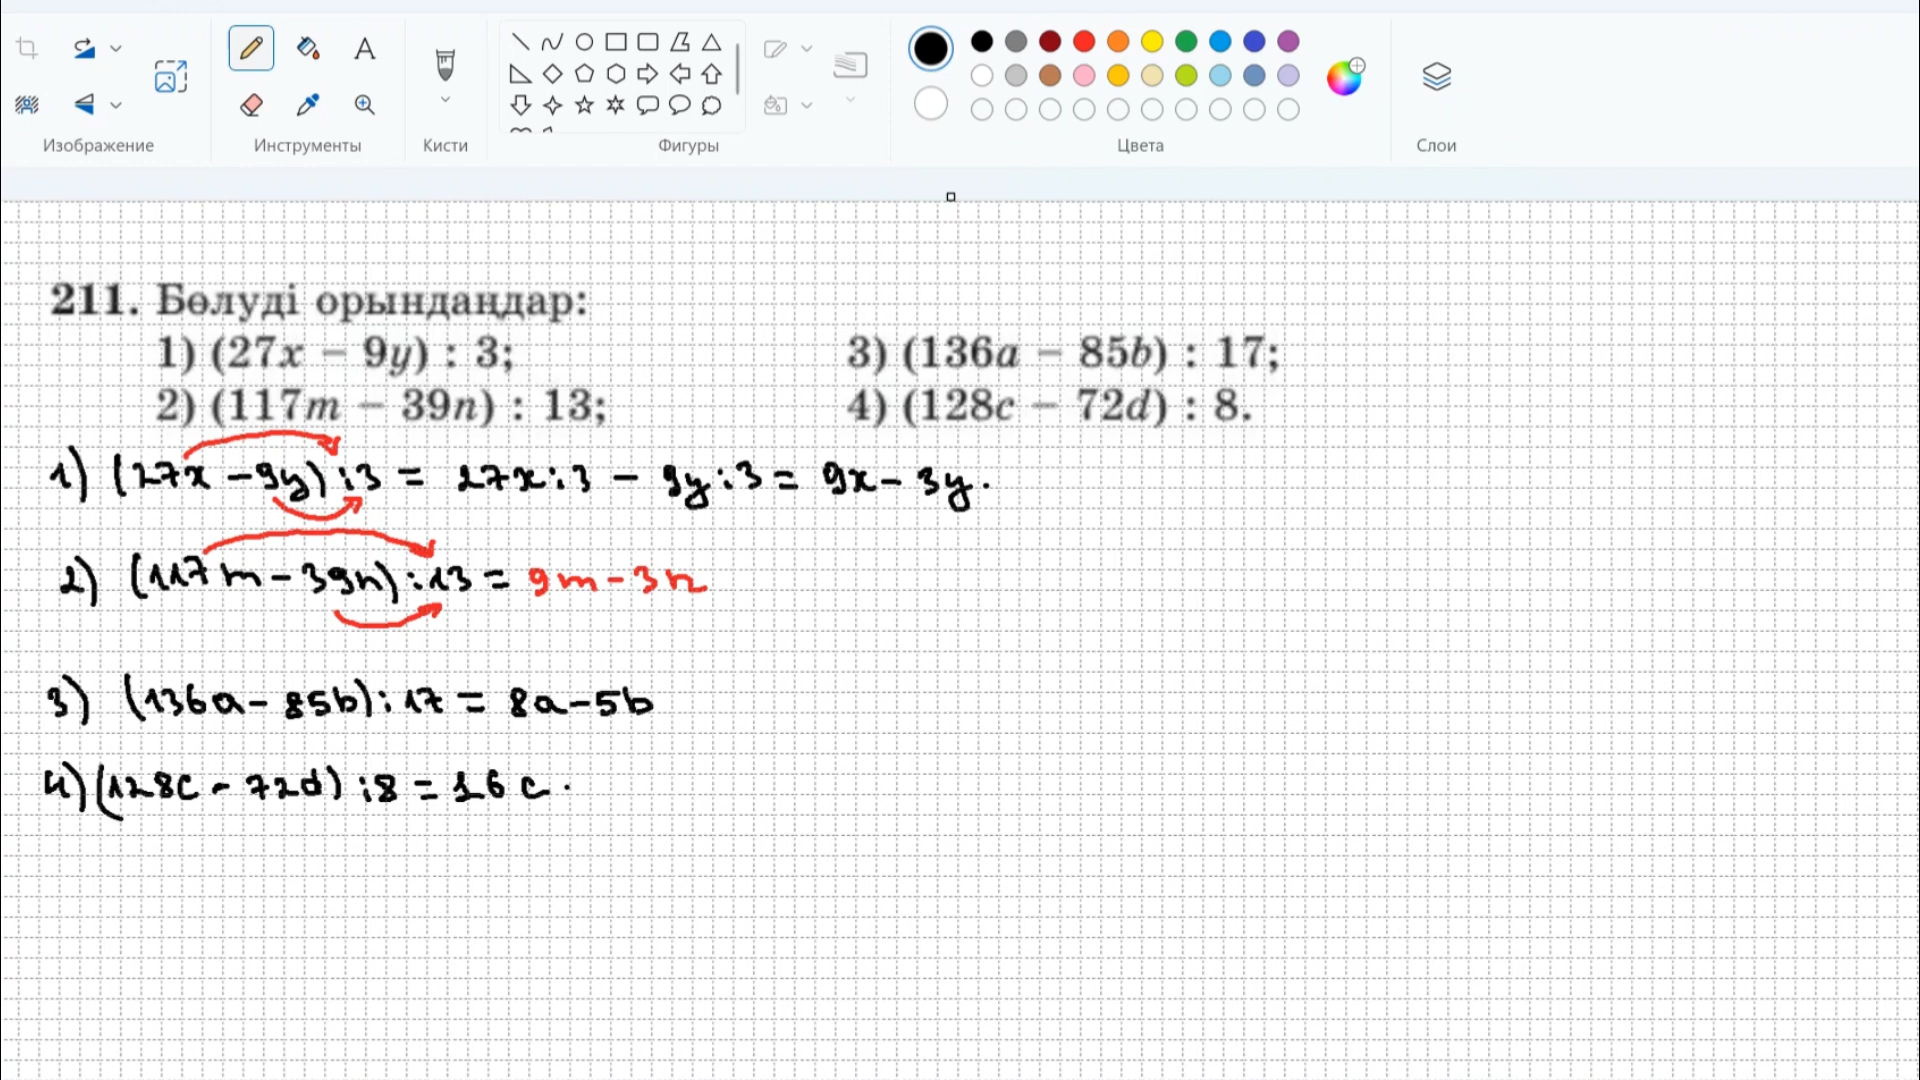 Изображение
Инструменты
Кисти
Фигуры
Цвета
Слои
211. Бөлуді орындаңдар:
1) (27x − 9y) : 3;
2) (117m − 39n) : 13;
3) (136a − 85b) : 17;
4) (128c − 72d) : 8.
1) (27x − 9y) : 3 = 27x : 3 − 9y : 3 = 9x − 3y.
2) (117m − 39n) : 13 = 9m − 3n
3) (136a − 85b) : 17 = 8a − 5b
4) (128c − 72d) : 8 = 16c